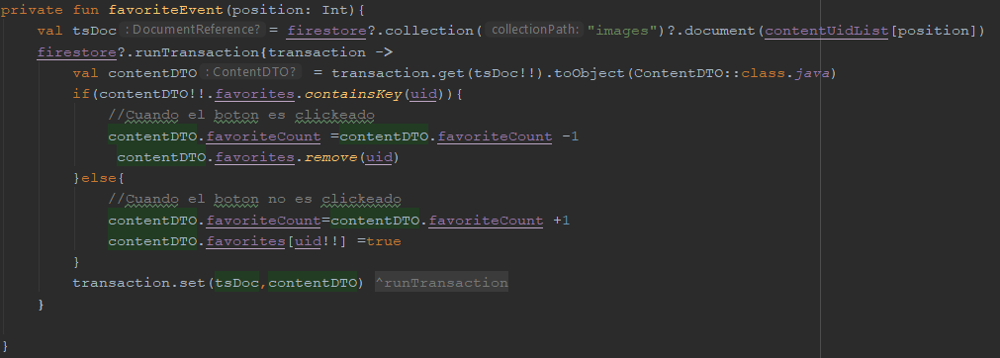 private fun favoriteEvent(position: Int){
    val tsDoc : DocumentReference? = firestore?.collection( collectionPath: "images")?.document(contentUidList[position])
    firestore?.runTransaction{transaction ->
        val contentDTO : ContentDTO? = transaction.get(tsDoc!!).toObject(ContentDTO::class.java)
        if(contentDTO!!.favorites.containsKey(uid)){
            //Cuando el boton es clickeado
            contentDTO.favoriteCount =contentDTO.favoriteCount -1
             contentDTO.favorites.remove(uid)
        }else{
            //Cuando el boton no es clickeado
            contentDTO.favoriteCount=contentDTO.favoriteCount +1
            contentDTO.favorites[uid!!] =true
        }
        transaction.set(tsDoc,contentDTO) ^runTransaction
    }
}